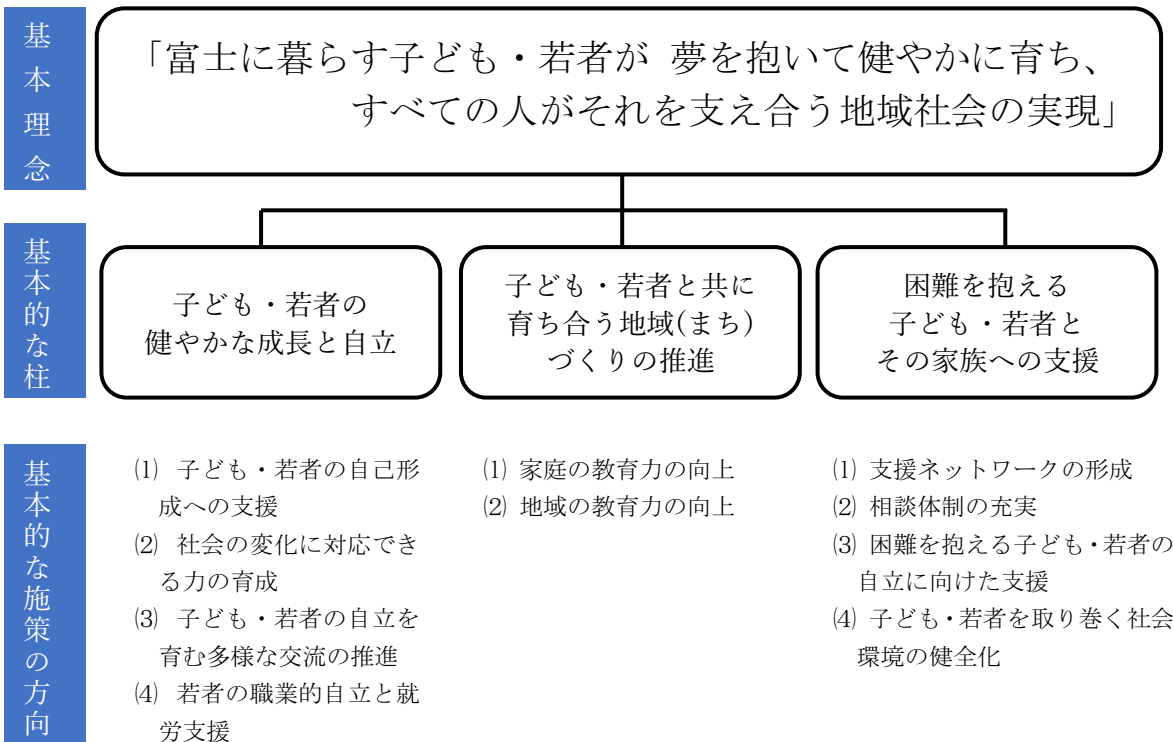 基本理念
「富士に暮らす子ども・若者が 夢を抱いて健やかに育ち、
すべての人がそれを支え合う地域社会の実現」
基本的な柱
子ども・若者の
健やかな成長と自立
子ども・若者と共に
育ち合う地域(まち)
づくりの推進
困難を抱える
子ども・若者と
その家族への支援
基本的な施策の方向
⑴ 子ども・若者の自己形
成への支援
⑵ 社会の変化に対応でき
る力の育成
⑶ 子ども・若者の自立を
育む多様な交流の推進
⑷ 若者の職業的自立と就
労支援
⑴ 家庭の教育力の向上
⑵ 地域の教育力の向上
⑴ 支援ネットワークの形成
⑵ 相談体制の充実
⑶ 困難を抱える子ども・若者の
自立に向けた支援
⑷ 子ども・若者を取り巻く社会
環境の健全化